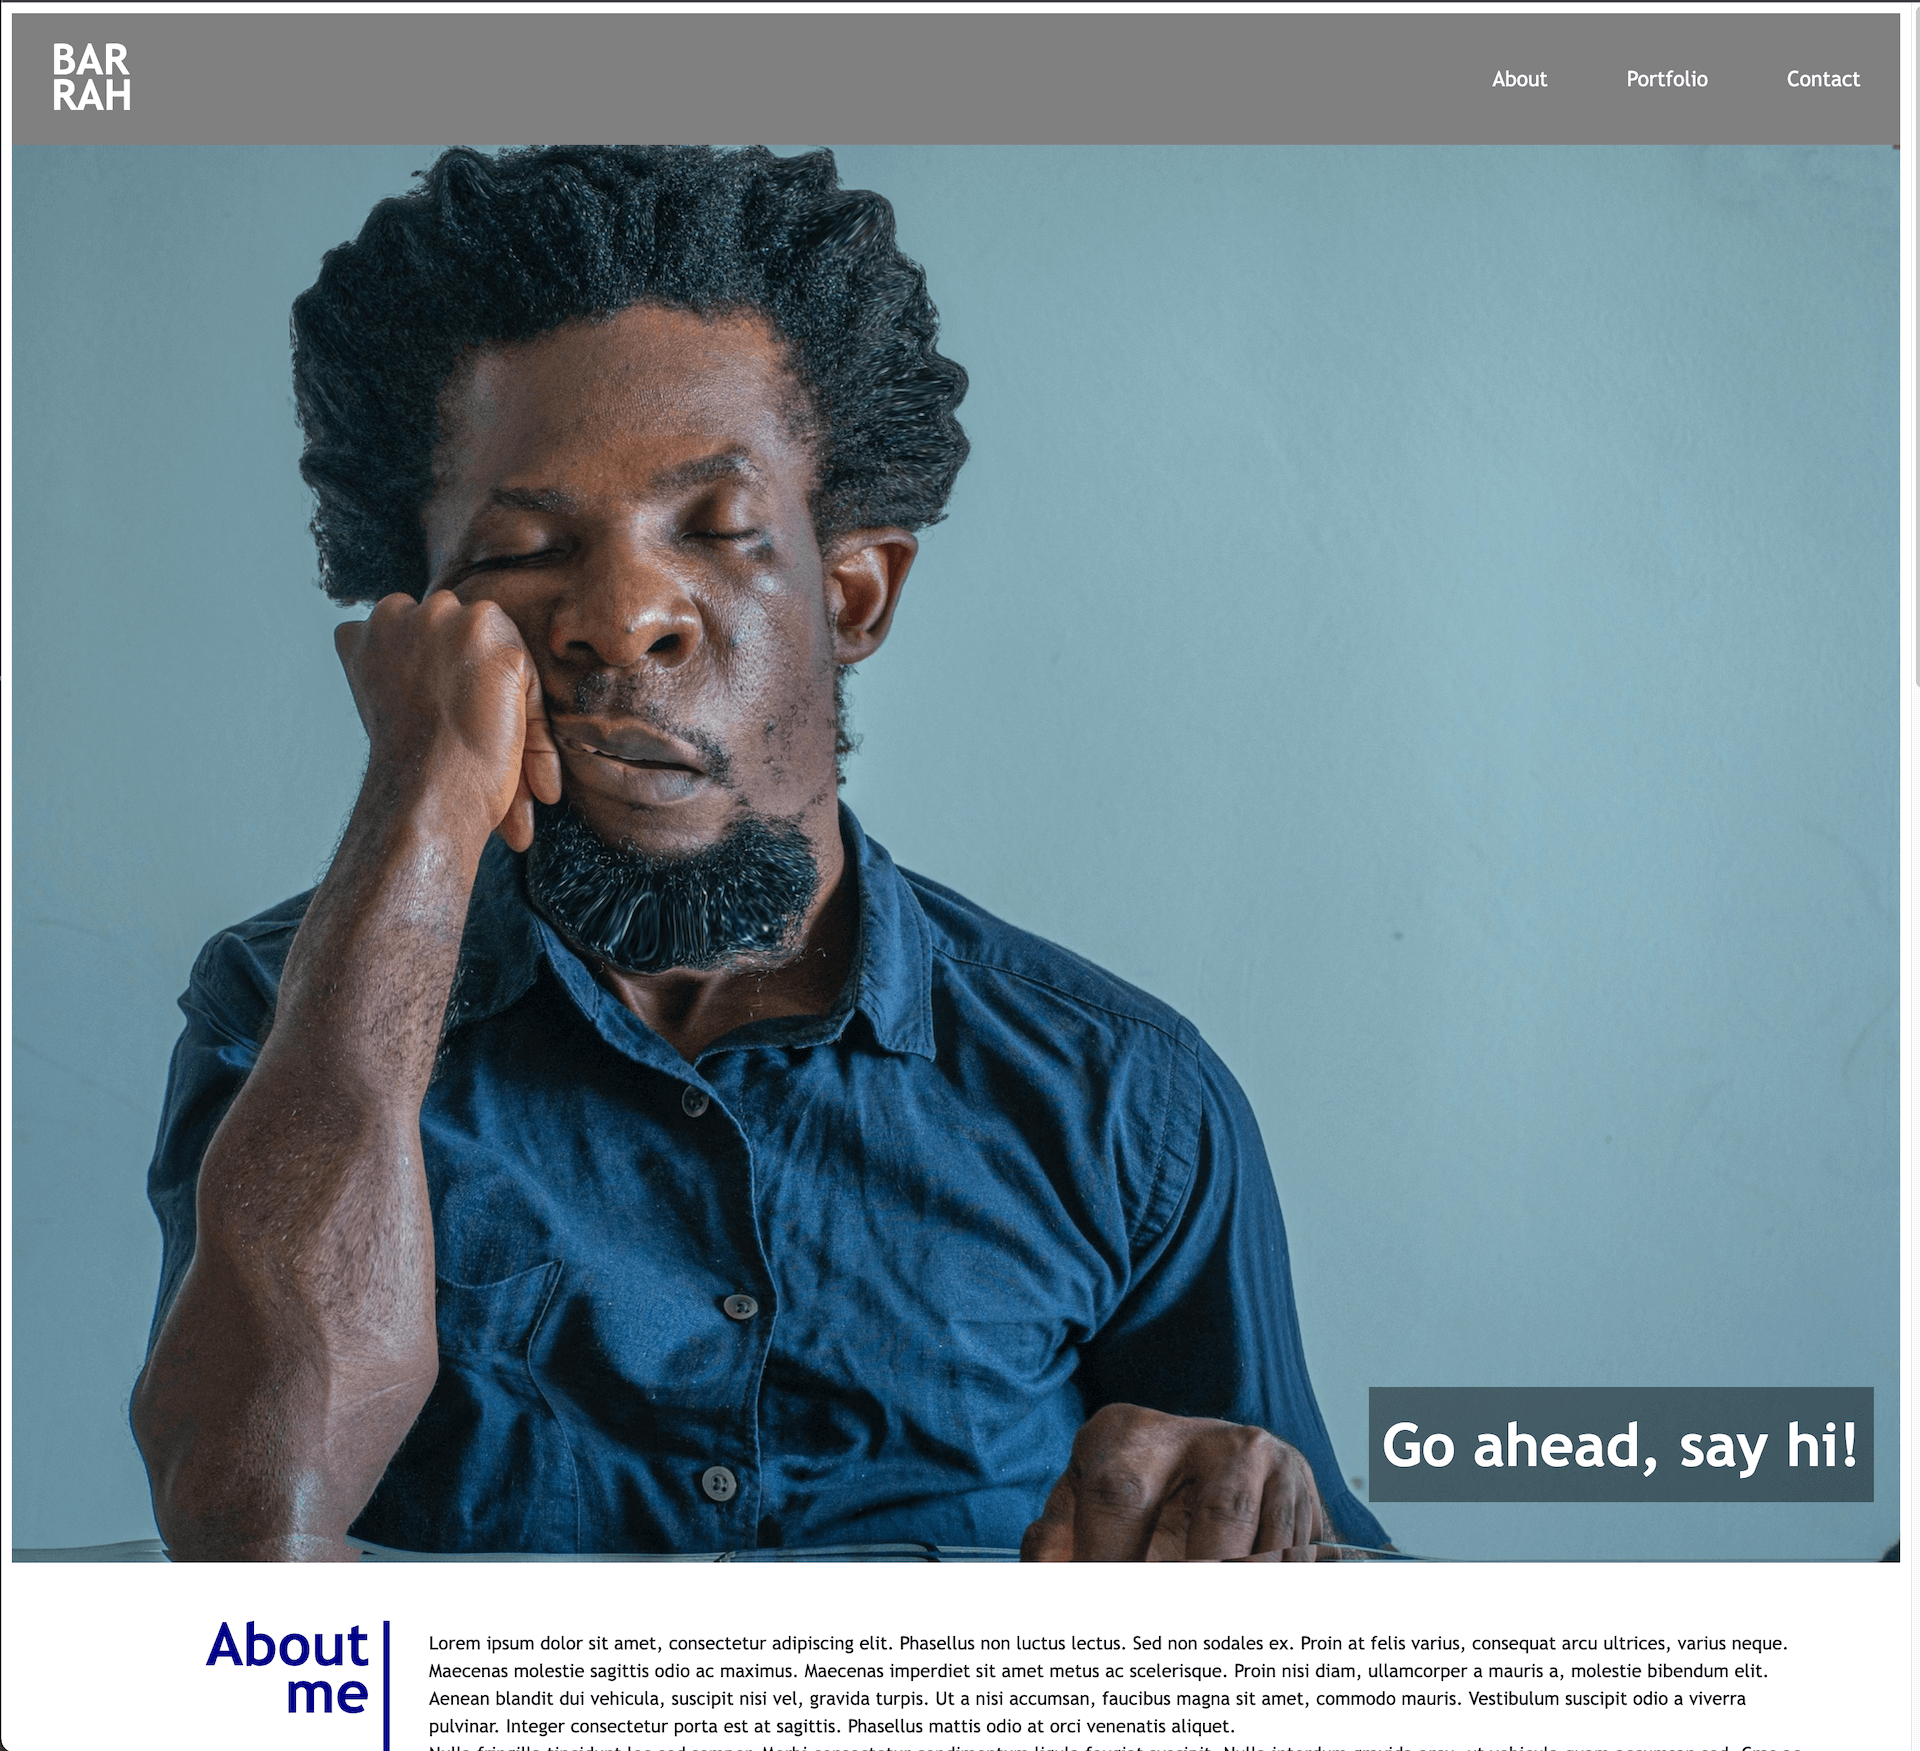 BAR
RAH
About Portfolio Contact
Go ahead, say hi!
About
me
Lorem ipsum dolor sit amet, consectetur adipiscing elit. Phasellus non luctus lectus. Sed non sodales ex. Proin at felis varius, consequat arcu ultrices, varius neque.
Maecenas molestie sagittis odio ac maximus. Maecenas imperdiet sit amet metus ac scelerisque. Proin nisi diam, ullamcorper a mauris a, molestie bibendum elit.
Aenean blandit dui vehicula, suscipit nisi vel, gravida turpis. Ut a nisi accumsan, faucibus magna sit amet, commodo mauris. Vestibulum suscipit odio a viverra
pulvinar. Integer consectetur porta est at sagittis. Phasellus mattis odio at orci venenatis aliquet.